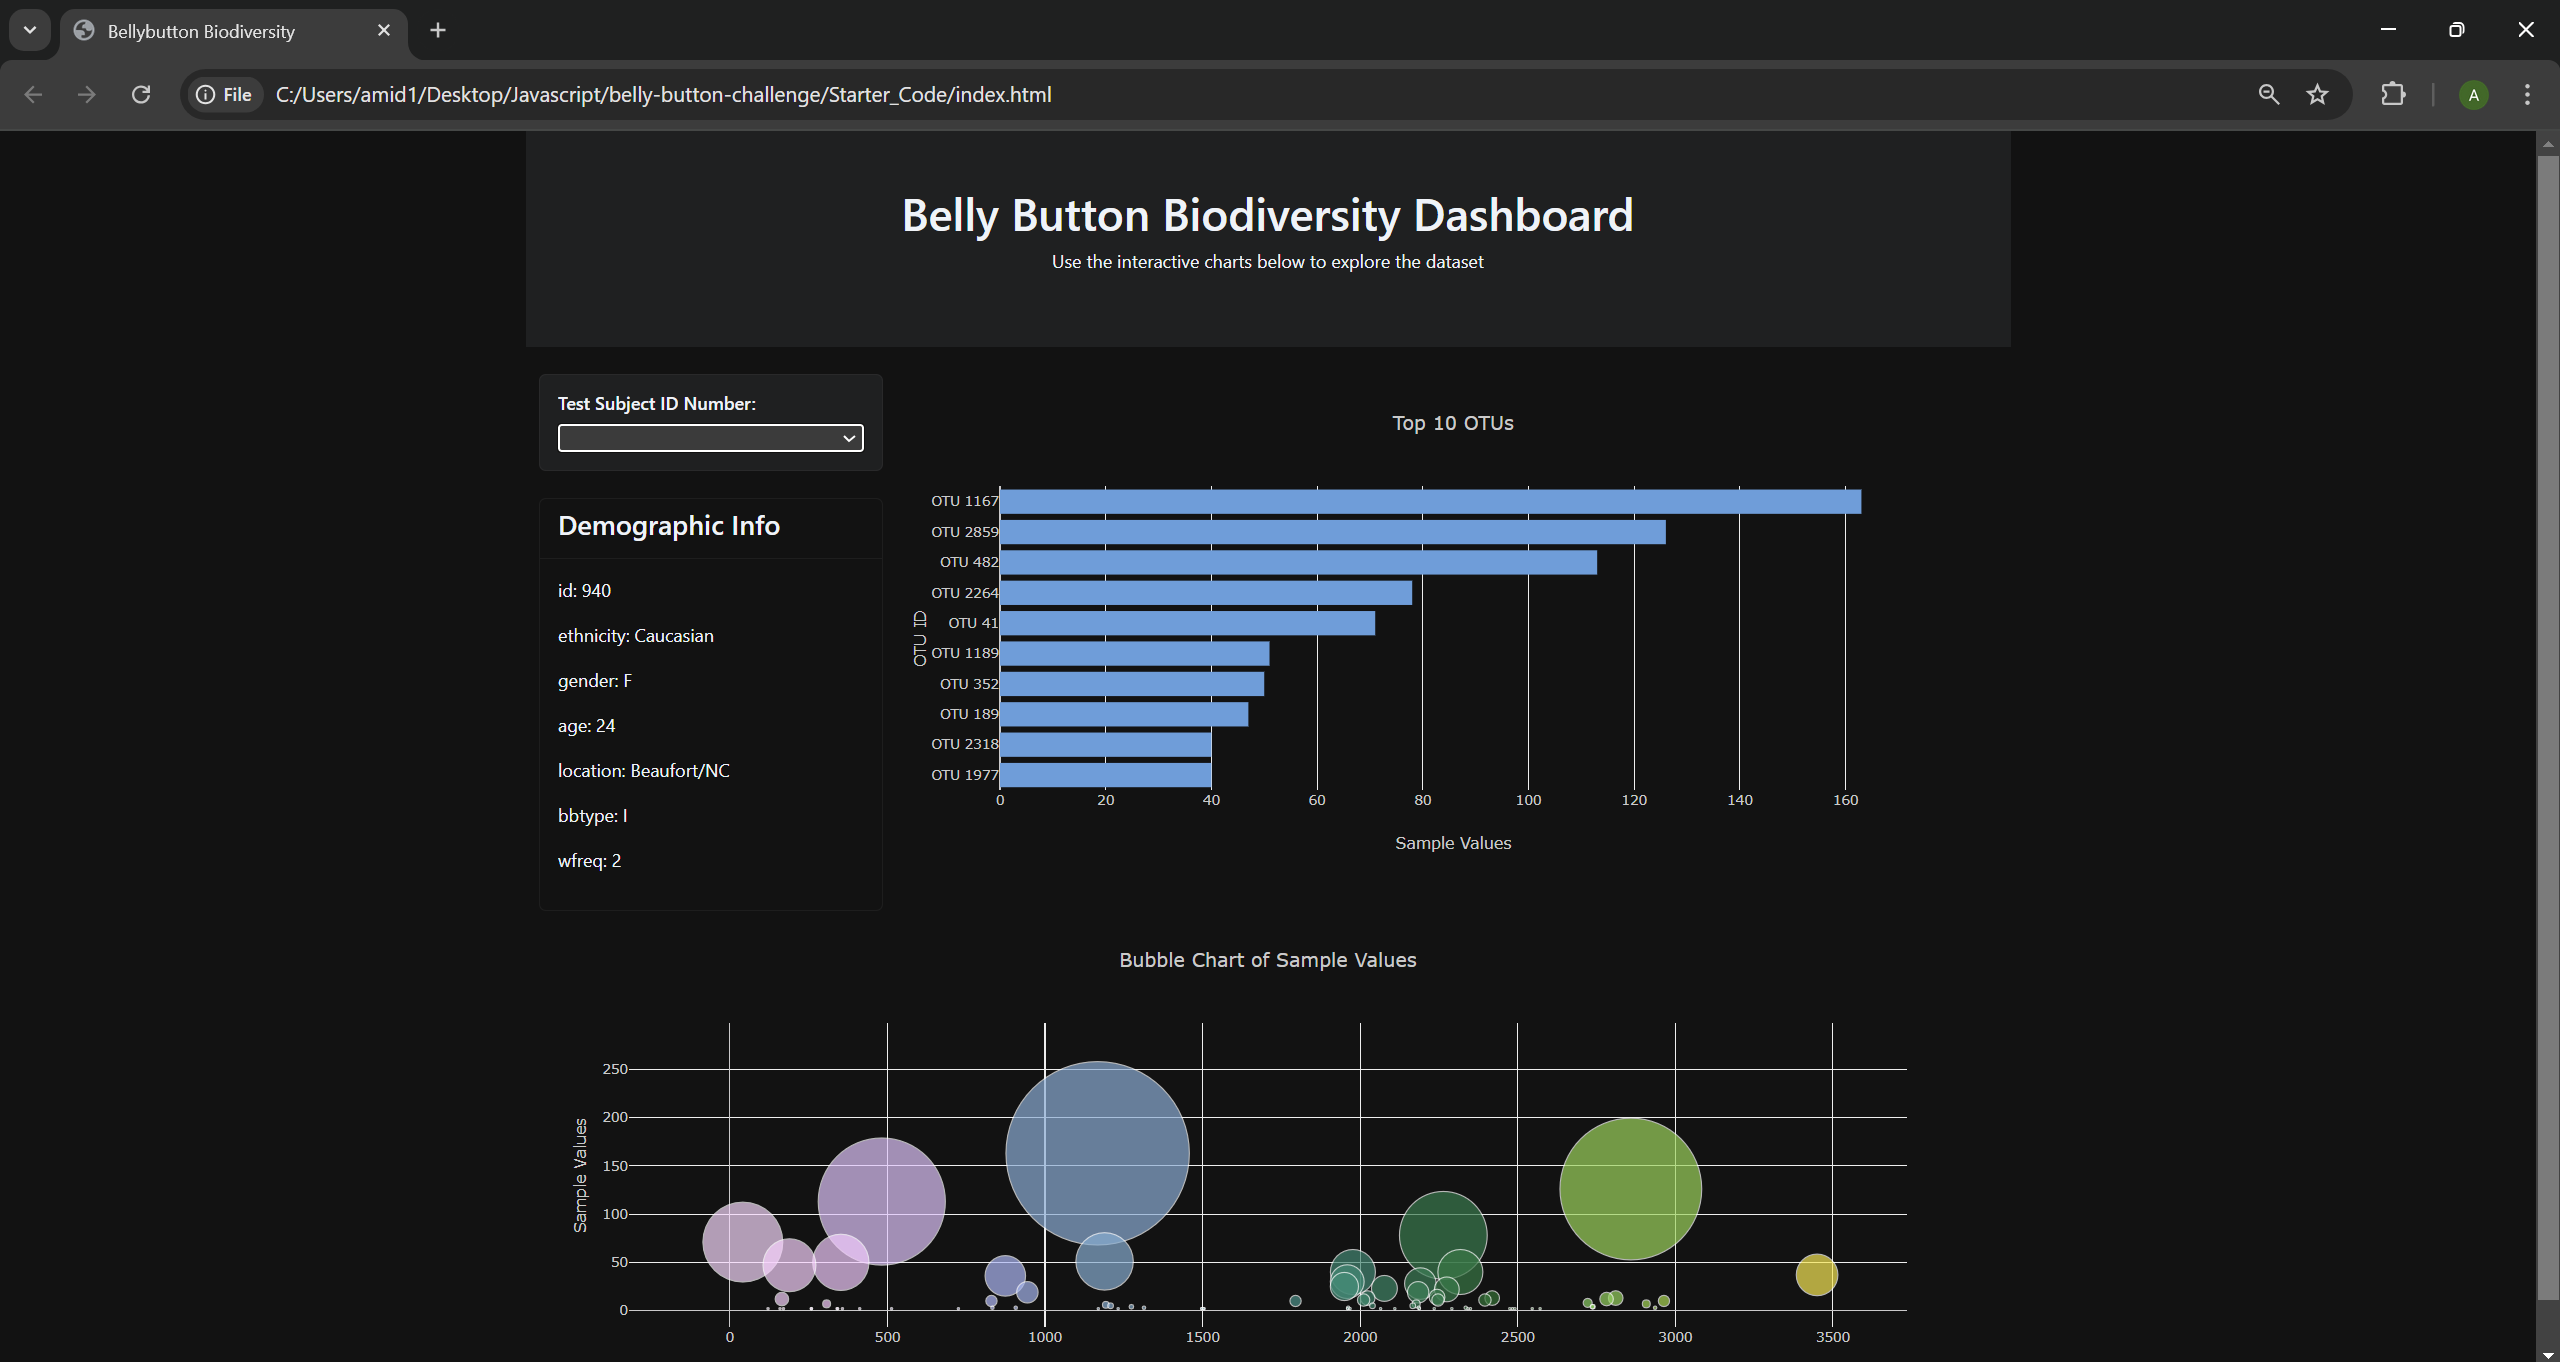 Bellybutton Biodiversity
File C:/Users/amid1/Desktop/Javascript/belly-button-challenge/Starter_Code/index.html
A
Belly Button Biodiversity Dashboard
Use the interactive charts below to explore the dataset
Test Subject ID Number:
Demographic Info
id: 940
ethnicity: Caucasian
gender: F
age: 24
location: Beaufort/NC
bbtype: I
wfreq: 2
Top 10 OTUs
OTU ID
OTU 1167
OTU 2859
OTU 482
OTU 2264
OTU 41
OTU 1189
OTU 352
OTU 189
OTU 2318
OTU 1977
0 20 40 60 80 100 120 140 160
Sample Values
Bubble Chart of Sample Values
Sample Values
250
200
150
100
50
0
0 500 1000 1500 2000 2500 3000 3500